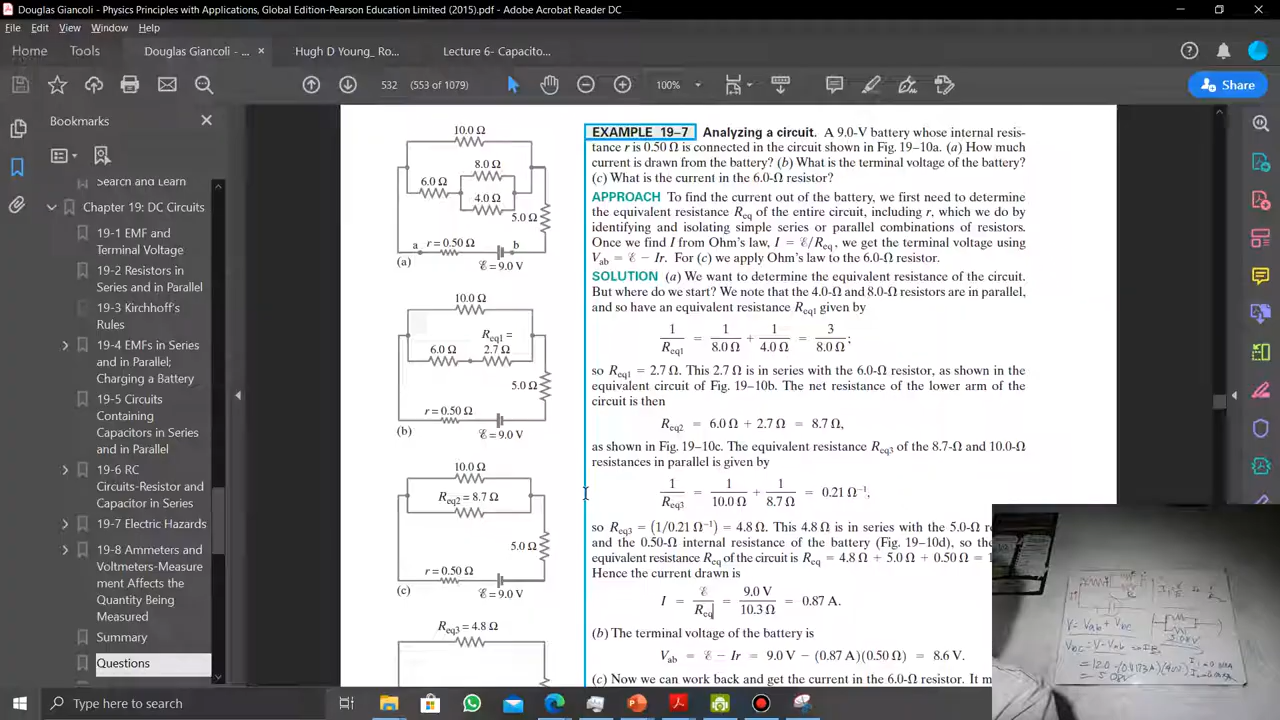 Douglas Giancoli - Physics Principles with Applications, Global Edition-Pearson Education Limited (2015).pdf - Adobe Acrobat Reader DC
File Edit View Window Help
Home Tools Douglas Giancoli - ... × Hugh D Young_ Ro... Lecture 6- Capacito...
532 (553 of 1079) 100% Share
Bookmarks
Search and Learn
Chapter 19: DC Circuits
19-1 EMF and
Terminal Voltage
19-2 Resistors in
Series and in Parallel
19-3 Kirchhoff's
Rules
19-4 EMFs in Series
and in Parallel;
Charging a Battery
19-5 Circuits
Containing
Capacitors in Series
and in Parallel
19-6 RC
Circuits-Resistor and
Capacitor in Series
19-7 Electric Hazards
19-8 Ammeters and
Voltmeters-Measure
ment Affects the
Quantity Being
Measured
Summary
Questions
10.0 Ω
8.0 Ω
6.0 Ω
4.0 Ω
5.0 Ω
a r = 0.50 Ω b
(a) ℰ = 9.0 V
10.0 Ω
Req1 =
6.0 Ω 2.7 Ω
5.0 Ω
r = 0.50 Ω
(b) ℰ = 9.0 V
10.0 Ω
Req2 = 8.7 Ω
5.0 Ω
r = 0.50 Ω
(c) ℰ = 9.0 V
Req3 = 4.8 Ω
EXAMPLE 19–7 Analyzing a circuit. A 9.0-V battery whose internal resis-
tance r is 0.50 Ω is connected in the circuit shown in Fig. 19–10a. (a) How much
current is drawn from the battery? (b) What is the terminal voltage of the battery?
(c) What is the current in the 6.0-Ω resistor?
APPROACH To find the current out of the battery, we first need to determine
the equivalent resistance Req of the entire circuit, including r, which we do by
identifying and isolating simple series or parallel combinations of resistors.
Once we find I from Ohm's law, I = ℰ/Req, we get the terminal voltage using
Vab = ℰ − Ir. For (c) we apply Ohm's law to the 6.0-Ω resistor.
SOLUTION (a) We want to determine the equivalent resistance of the circuit.
But where do we start? We note that the 4.0-Ω and 8.0-Ω resistors are in parallel,
and so have an equivalent resistance Req1 given by
1/Req1 = 1/8.0 Ω + 1/4.0 Ω = 3/8.0 Ω;
so Req1 = 2.7 Ω. This 2.7 Ω is in series with the 6.0-Ω resistor, as shown in the
equivalent circuit of Fig. 19–10b. The net resistance of the lower arm of the
circuit is then
Req2 = 6.0 Ω + 2.7 Ω = 8.7 Ω,
as shown in Fig. 19–10c. The equivalent resistance Req3 of the 8.7-Ω and 10.0-Ω
resistances in parallel is given by
1/Req3 = 1/10.0 Ω + 1/8.7 Ω = 0.21 Ω⁻¹,
so Req3 = (1/0.21 Ω⁻¹) = 4.8 Ω. This 4.8 Ω is in series with the 5.0-Ω
and the 0.50-Ω internal resistance of the battery (Fig. 19–10d), so the
equivalent resistance Req of the circuit is Req = 4.8 Ω + 5.0 Ω + 0.50 Ω =
Hence the current drawn is
I = ℰ/Req = 9.0 V/10.3 Ω = 0.87 A.
(b) The terminal voltage of the battery is
Vab = ℰ − Ir = 9.0 V − (0.87 A)(0.50 Ω) = 8.6 V.
(c) Now we can work back and get the current in the 6.0-Ω resistor. It
V = Vab + Vbc
Vbc = V - Vab
Type here to search